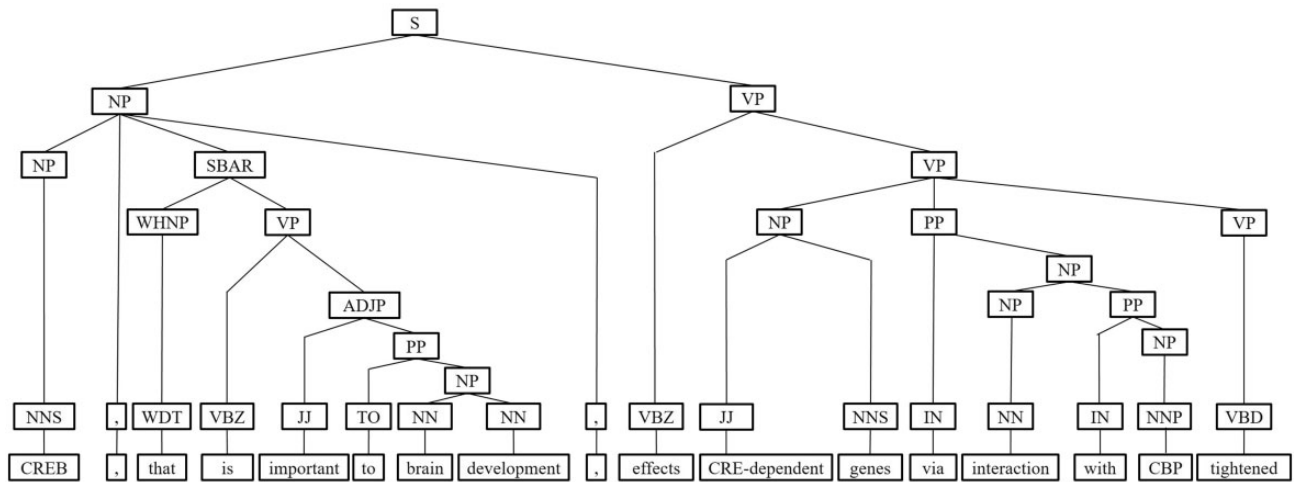 S
NP VP
NP SBAR VP
WHNP VP NP PP VP
NP
ADJP NP PP
PP NP
NP
NNS , WDT VBZ JJ TO NN NN , VBZ JJ NNS IN NN IN NNP VBD
CREB , that is important to brain development , effects CRE-dependent genes via interaction with CBP tightened